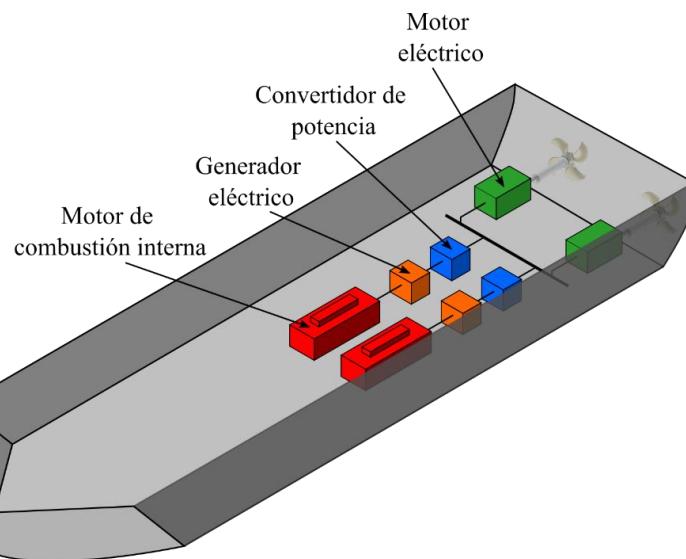 Motor
eléctrico
Convertidor de
potencia
Generador
eléctrico
Motor de
combustión interna